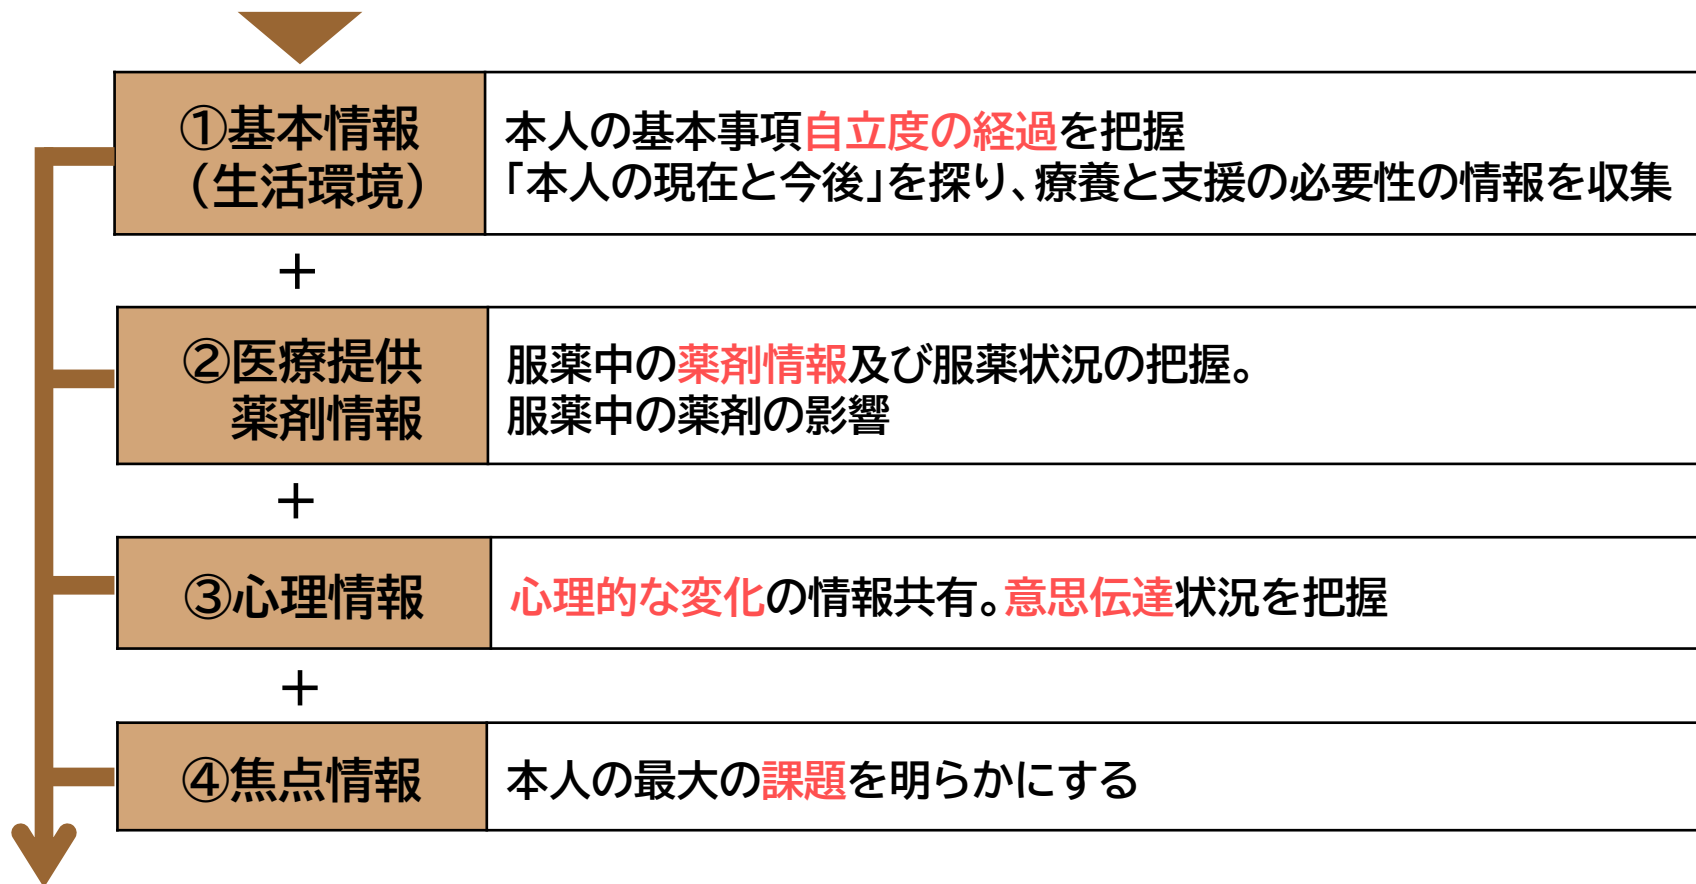 ①基本情報
（生活環境）
本人の基本事項自立度の経過を把握
「本人の現在と今後」を探り、療養と支援の必要性の情報を収集
＋
②医療提供
薬剤情報
服薬中の薬剤情報及び服薬状況の把握。
服薬中の薬剤の影響
＋
③心理情報
心理的な変化の情報共有。意思伝達状況を把握
＋
④焦点情報
本人の最大の課題を明らかにする